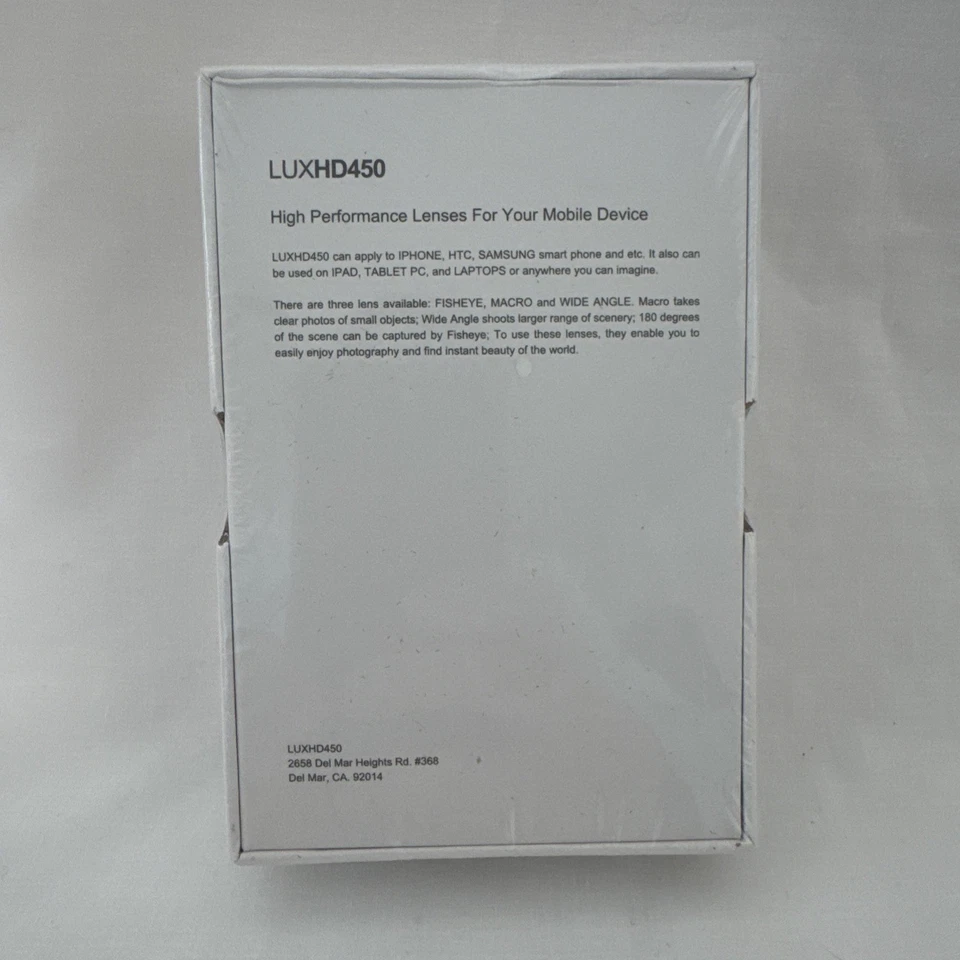 LUXHD450
High Performance Lenses For Your Mobile Device
LUXHD450 can apply to IPHONE, HTC, SAMSUNG smart phone and etc. It also can
be used on IPAD, TABLET PC, and LAPTOPS or anywhere you can imagine.
There are three lens available: FISHEYE, MACRO and WIDE ANGLE. Macro takes
clear photos of small objects; Wide Angle shoots larger range of scenery; 180 degrees
of the scene can be captured by Fisheye; To use these lenses, they enable you to
easily enjoy photography and find instant beauty of the world.
LUXHD450
2658 Del Mar Heights Rd. #368
Del Mar, CA. 92014